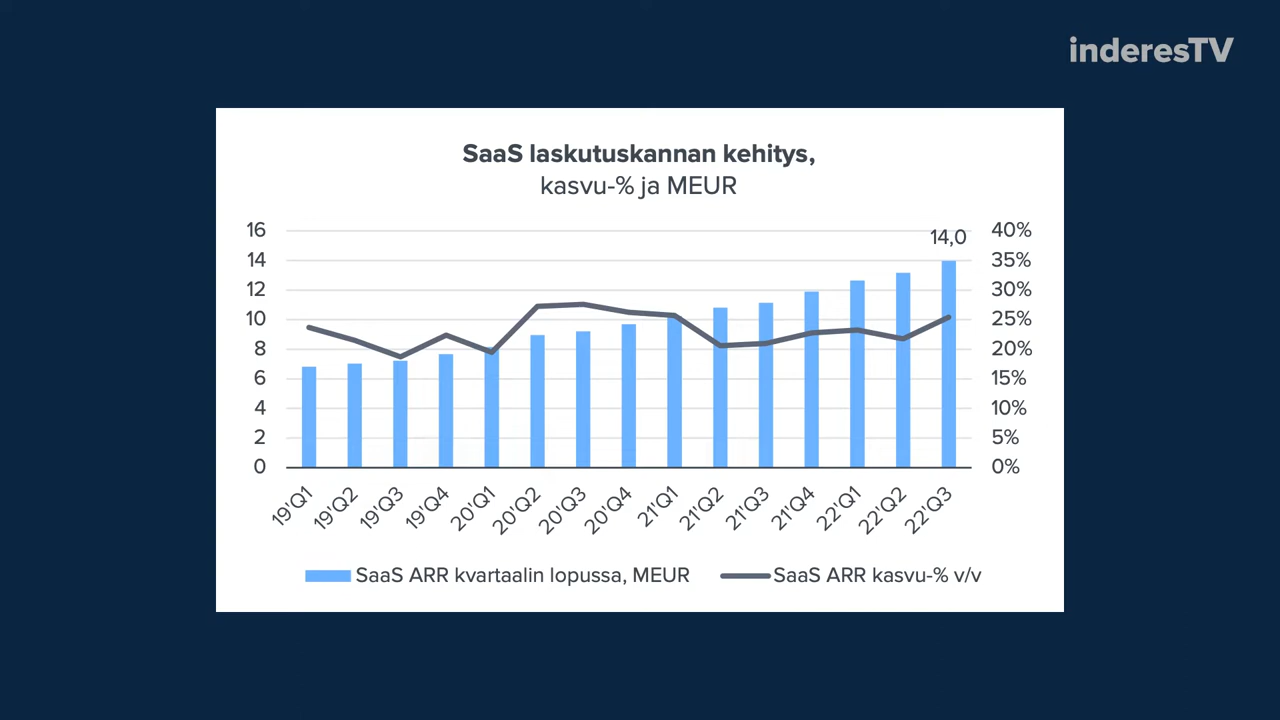 inderesTV
SaaS laskutuskannan kehitys,
kasvu-% ja MEUR
16
14
12
10
8
6
4
2
0
14,0
40%
35%
30%
25%
20%
15%
10%
5%
0%
19'Q1
19'Q2
19'Q3
19'Q4
20'Q1
20'Q2
20'Q3
20'Q4
21'Q1
21'Q2
21'Q3
21'Q4
22'Q1
22'Q2
22'Q3
SaaS ARR kvartaalin lopussa, MEUR
SaaS ARR kasvu-% v/v